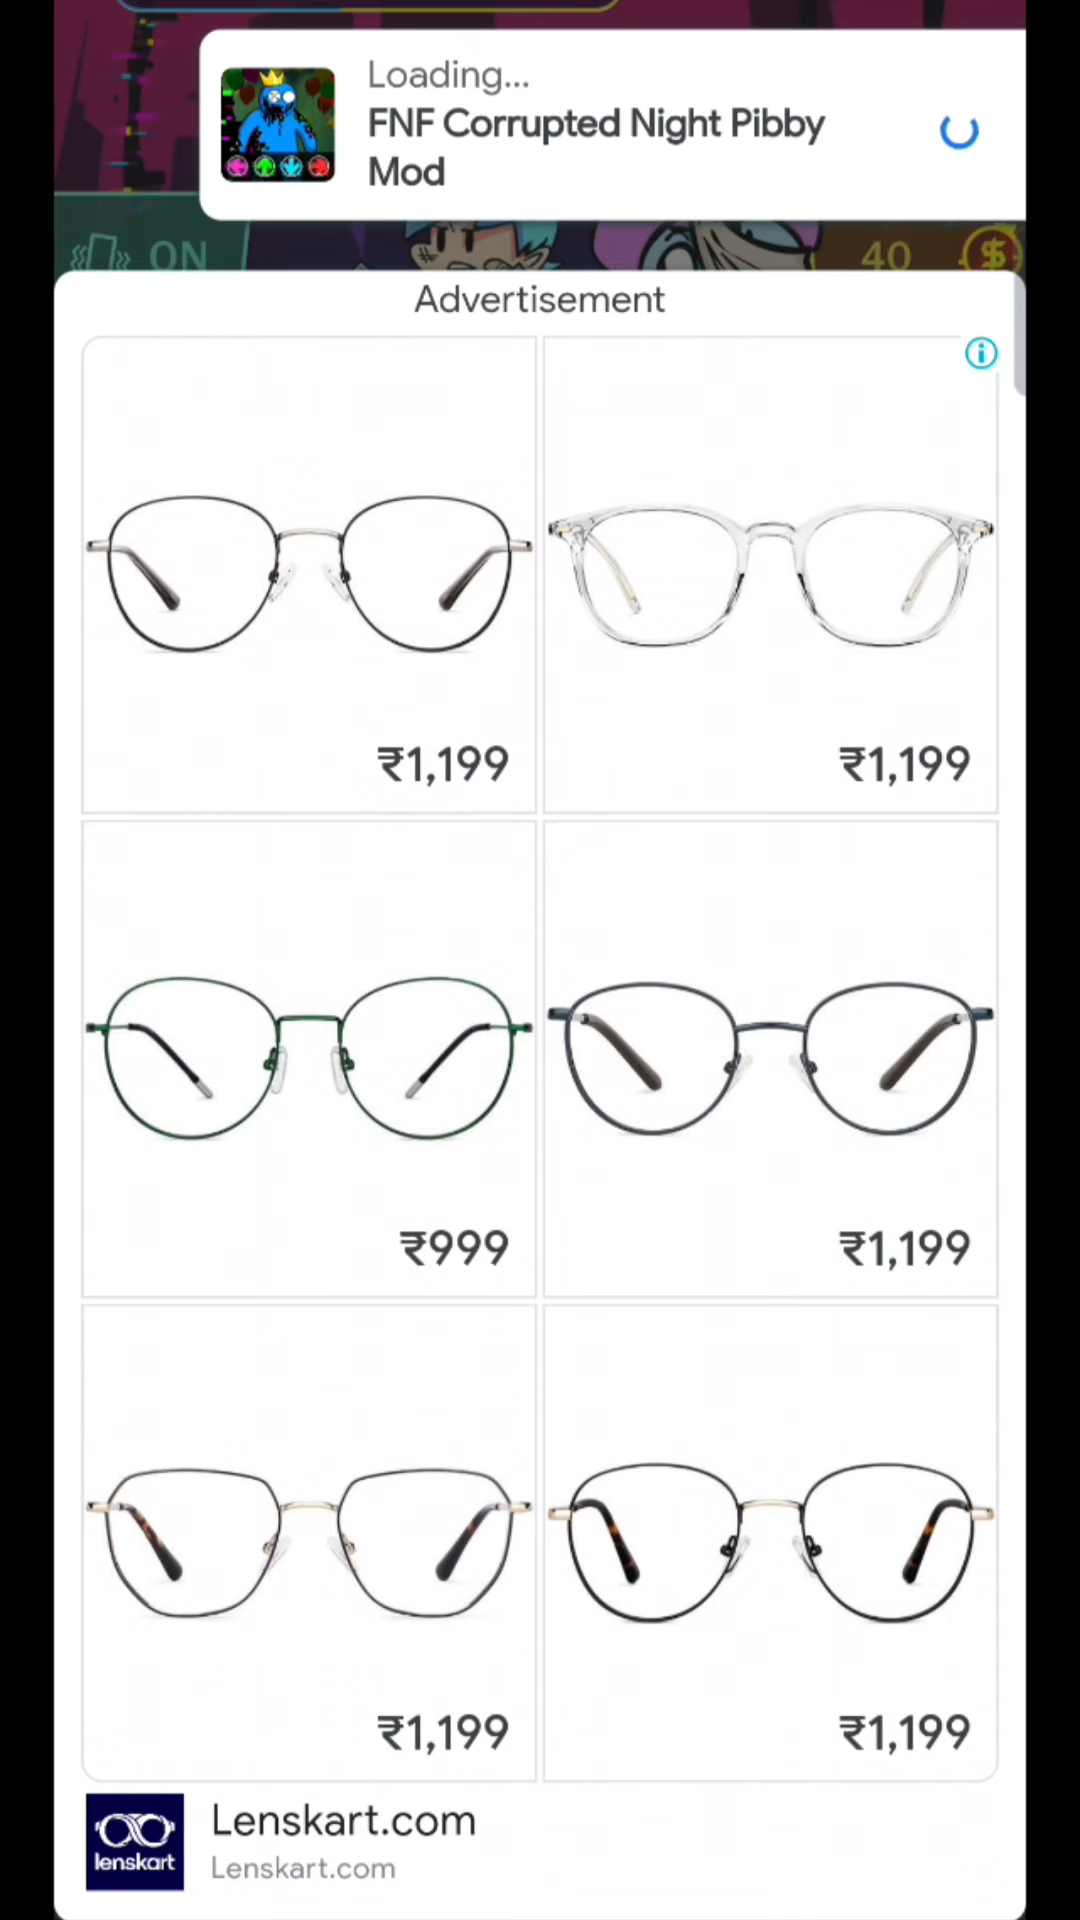 Loading...
FNF Corrupted Night Pibby
Mod
ON
40
Advertisement
₹1,199
₹1,199
₹999
₹1,199
₹1,199
₹1,199
Lenskart.com
lenskart
Lenskart.com